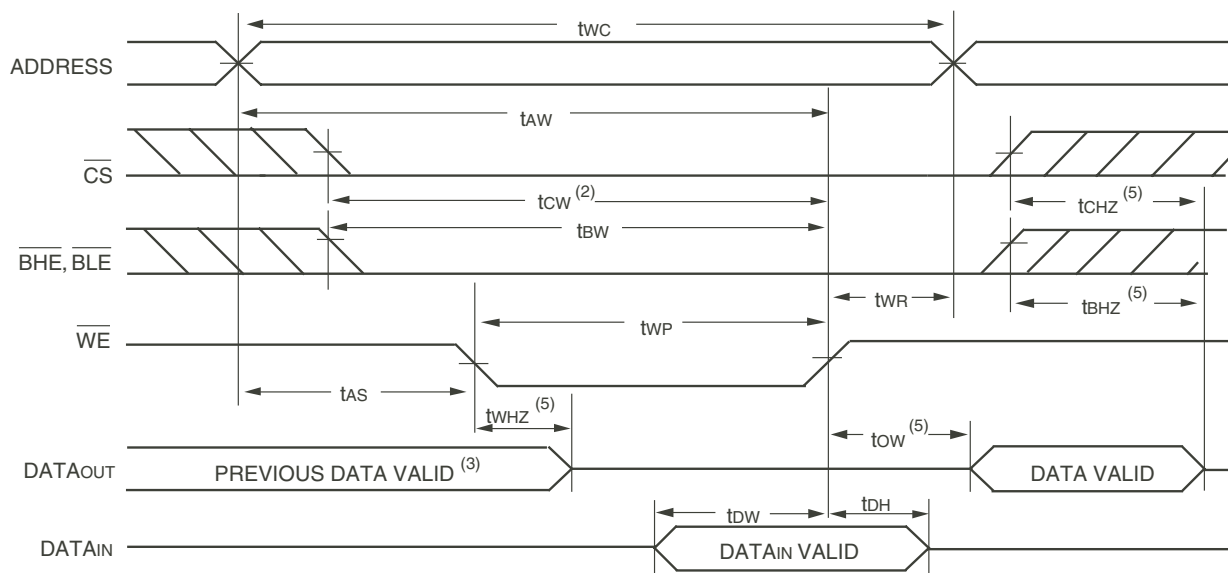 tWC
ADDRESS
tAW
CS
tCW (2)
tCHZ (5)
tBW
BHE, BLE
tWR
tBHZ (5)
tWP
WE
tAS
tWHZ (5)
tOW (5)
DATAOUT
PREVIOUS DATA VALID (3)
DATA VALID
tDW
tDH
DATAIN
DATAIN VALID